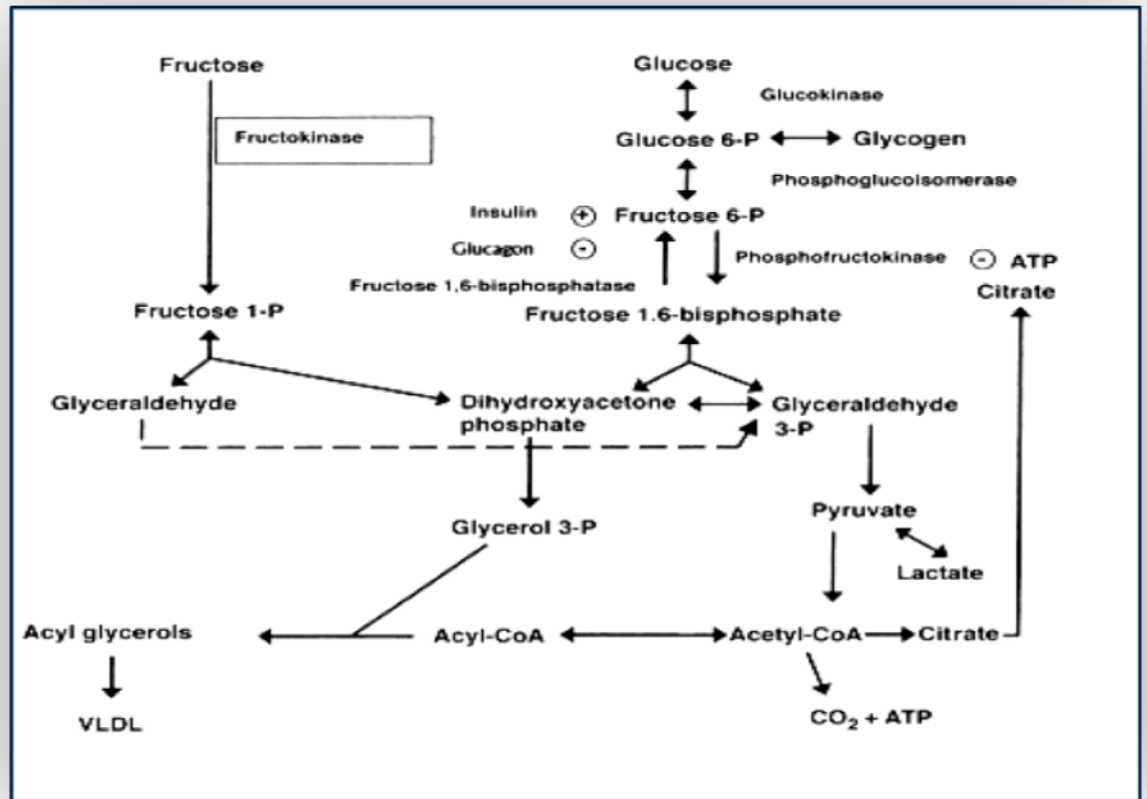 Fructose
Glucose
Glucokinase
Fructokinase
Glucose 6-P
Glycogen
Phosphoglucoisomerase
Insulin
+
Fructose 6-P
Glucagon
-
Phosphofructokinase
-
ATP
Citrate
Fructose 1,6-bisphosphatase
Fructose 1-P
Fructose 1.6-bisphosphate
Glyceraldehyde
Dihydroxyacetone
phosphate
Glyceraldehyde
3-P
Pyruvate
Glycerol 3-P
Lactate
Acyl glycerols
Acyl-CoA
Acetyl-CoA
Citrate
VLDL
CO₂ + ATP